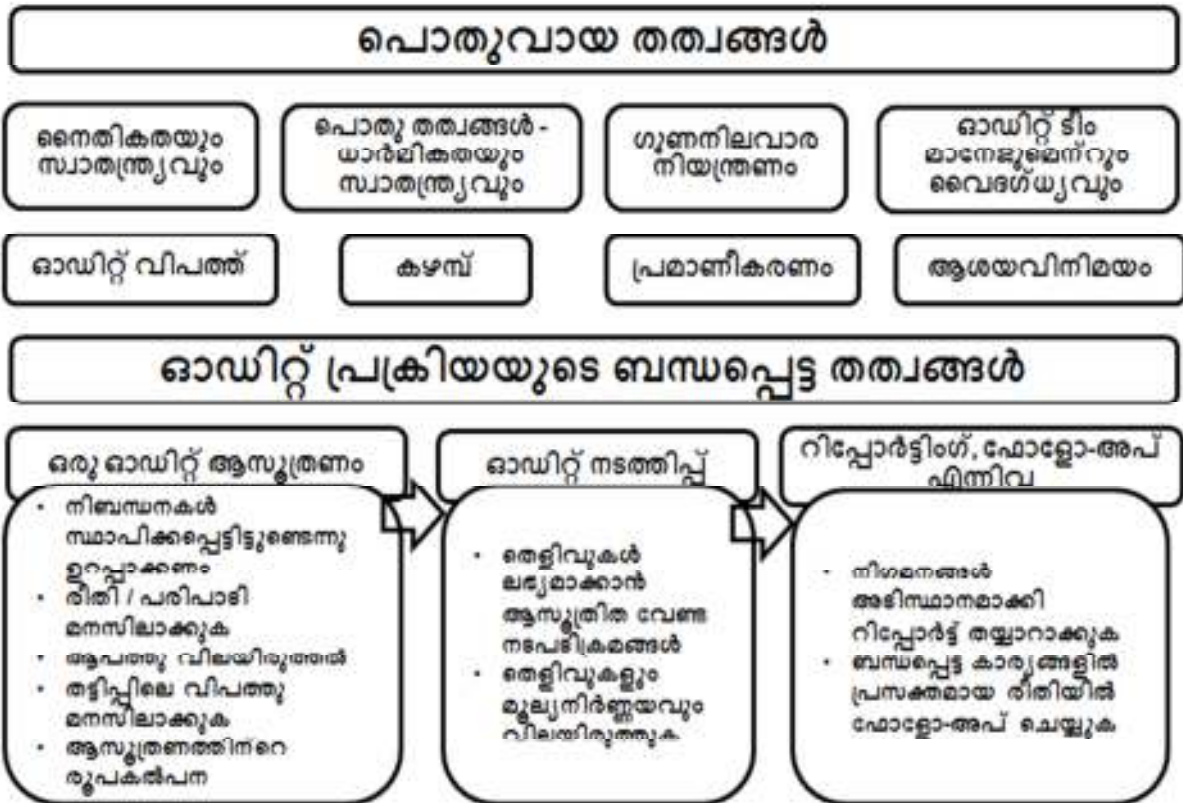 പൊതുവായ തത്വങ്ങൾ
നൈതികതയും
സ്വാതന്ത്ര്യവും
പൊതു തത്വങ്ങൾ -
ധാർമികതയും
സ്വാതന്ത്ര്യവും
ഗുണനിലവാര
നിയന്ത്രണം
ഓഡിറ്റ് ടീം
മാനേജുമെന്റും
വൈദഗ്ധ്യവും
ഓഡിറ്റ് വിപത്ത്
കഴമ്പ്
പ്രമാണീകരണം
ആശയവിനിമയം
ഓഡിറ്റ് പ്രക്രിയയുടെ ബന്ധപ്പെട്ട തത്വങ്ങൾ
ഒരു ഓഡിറ്റ് ആസൂത്രണം
• നിബന്ധനകൾ
സ്ഥാപിക്കപ്പെട്ടിട്ടുണ്ടെന്നു
ഉറപ്പാക്കണം
• രീതി / പരിപാടി
മനസിലാക്കുക
• ആപത്തു വിലയിരുത്തൽ
• തട്ടിപ്പിലെ വിപത്തു
മനസിലാക്കുക
• ആസൂത്രണത്തിന്റെ
രൂപകൽപന
ഓഡിറ്റ് നടത്തിപ്പ്
• തെളിവുകൾ
ലഭ്യമാക്കാൻ
ആസൂത്രിത വേണ്ട
നടപടിക്രമങ്ങൾ
• തെളിവുകളും
മൂല്യനിർണ്ണയവും
വിലയിരുത്തുക
റിപ്പോർട്ടിംഗ്, ഫോളോ-അപ്
എന്നിവ
• നിഗമനങ്ങൾ
അടിസ്ഥാനമാക്കി
റിപ്പോർട്ട് തയ്യാറാക്കുക
• ബന്ധപ്പെട്ട കാര്യങ്ങളിൽ
പ്രസക്തമായ രീതിയിൽ
ഫോളോ-അപ് ചെയ്യുക